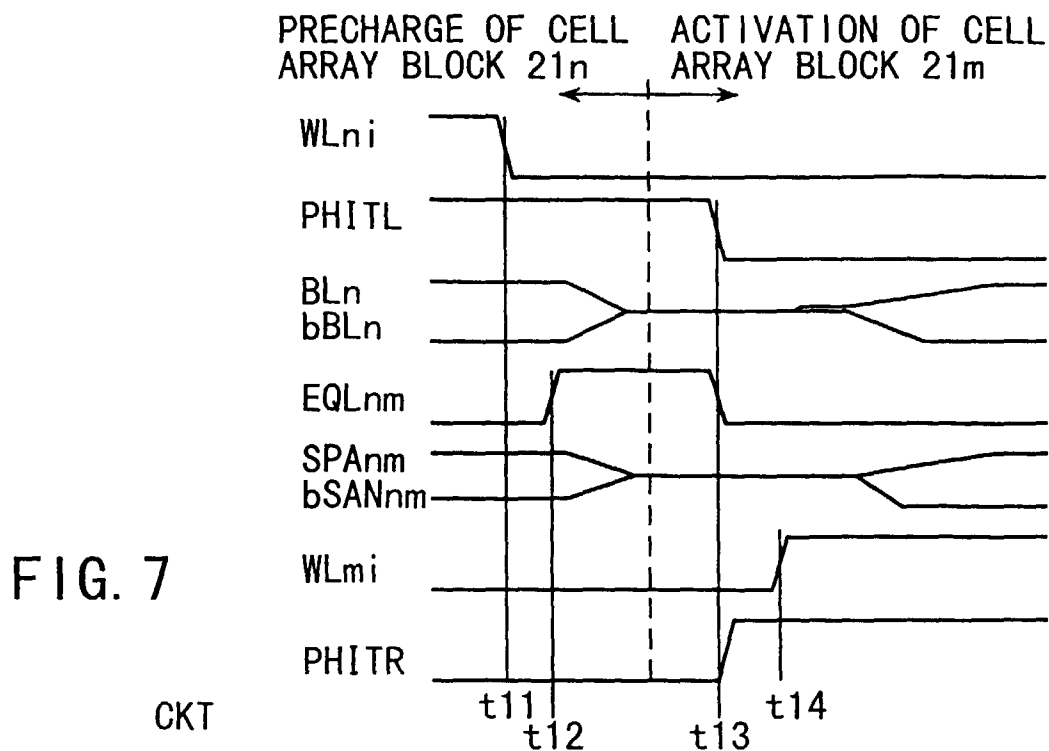 PRECHARGE OF CELL
ARRAY BLOCK 21n
ACTIVATION OF CELL
ARRAY BLOCK 21m
WLni
PHITL
BLn
bBLn
EQLnm
SPAnm
bSANnm
WLmi
PHITR
t11
t12
t13
t14
FIG. 7
CKT